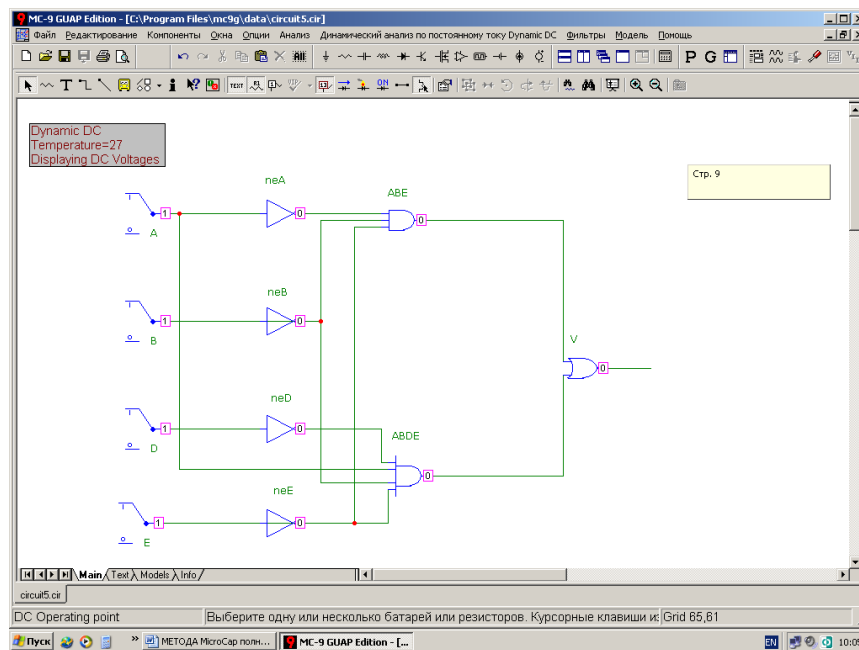 MC-9 GUAP Edition - [C:\Program Files\mc9g\data\circuit5.cir]
Файл Редактирование Компоненты Окна Опции Анализ Динамический анализ по постоянному току Dynamic DC Фильтры Модель Помощь
Dynamic DC
Temperature=27
Displaying DC Voltages
Стр. 9
neA
ABE
1
0
0
A
neB
1
0
B
V
0
neD
1
0
D
ABDE
0
neE
1
0
E
Main Text Models Info
circuit5.cir
DC Operating point Выберите одну или несколько батарей или резисторов. Курсорные клавиши и: Grid 65,61
Пуск » МЕТОДА MicroCap полн... MC-9 GUAP Edition - [... EN 10:05